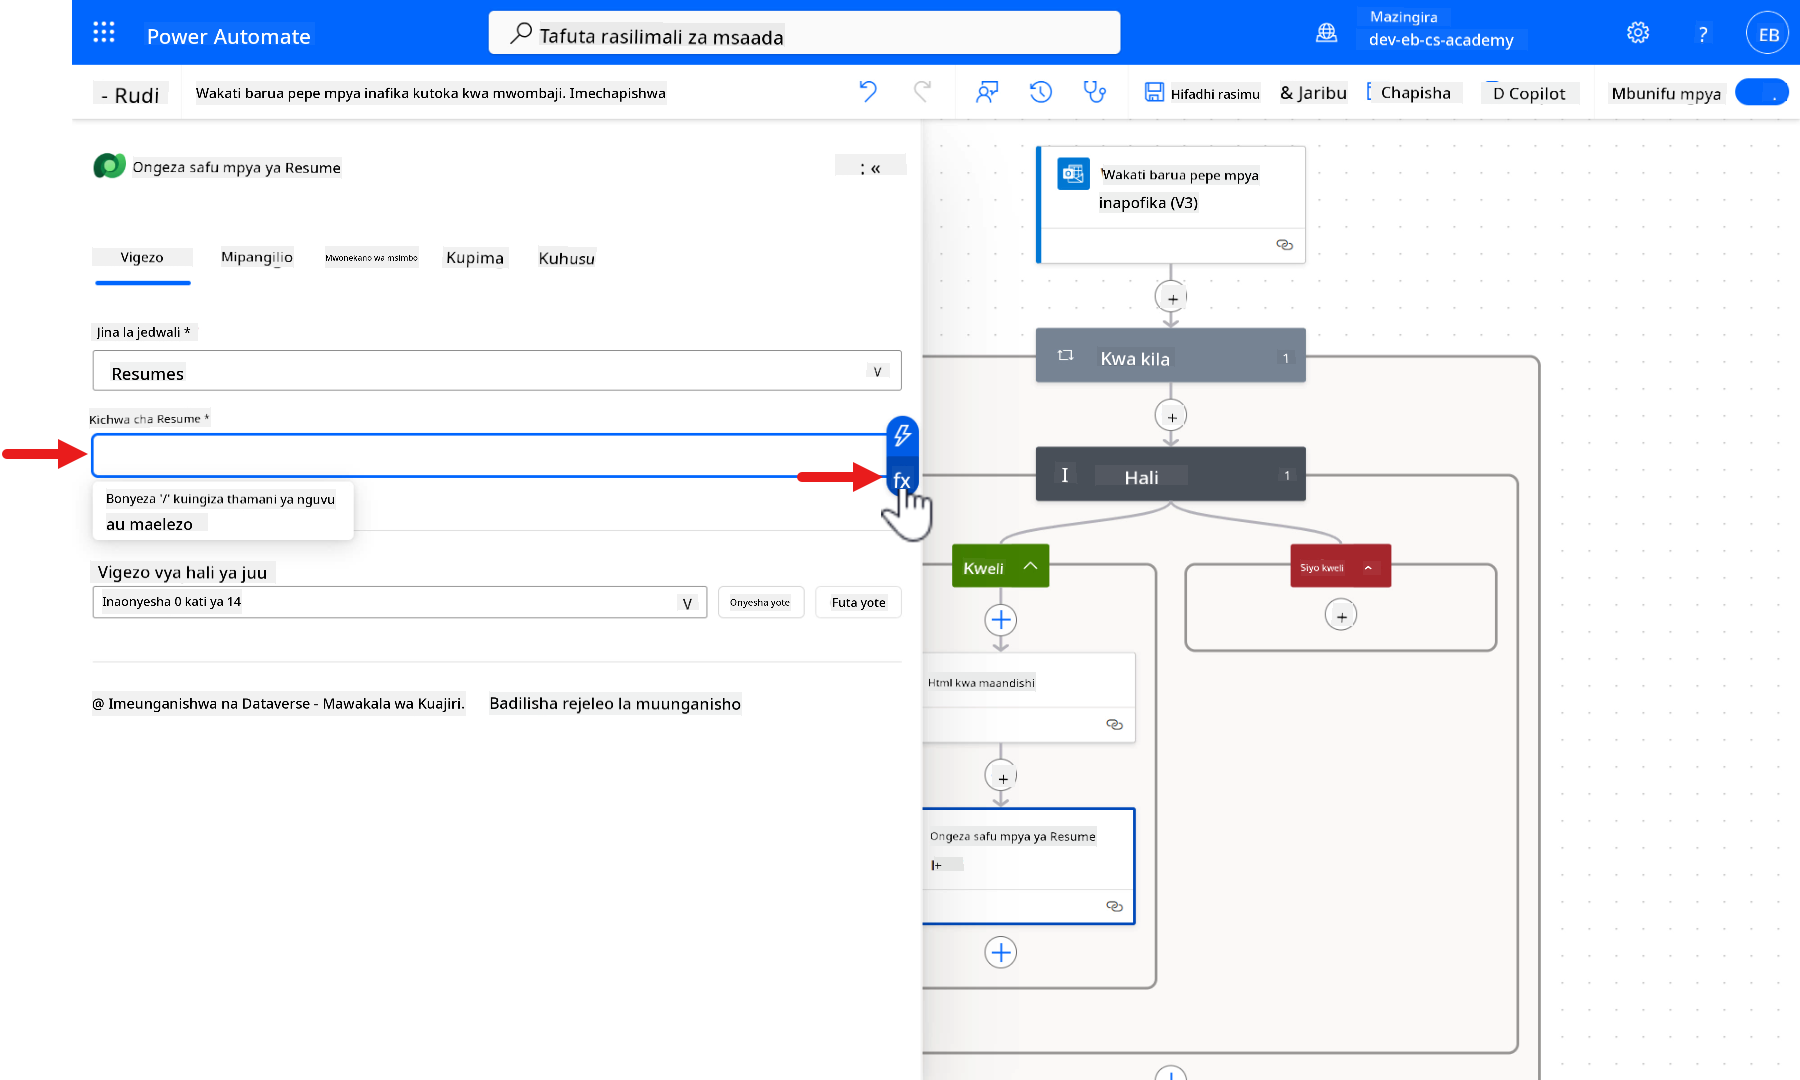 Power Automate
Tafuta rasilimali za msaada
Mazingira
dev-eb-cs-academy
?
EB
- Rudi
Wakati barua pepe mpya inafika kutoka kwa mwombaji. Imechapishwa
Hifadhi rasimu
& Jaribu
Chapisha
D Copilot
Mbunifu mpya
Ongeza safu mpya ya Resume
: «
Vigezo
Mipangilio
Mwonekano wa msimbo
Kupima
Kuhusu
Jina la jedwali *
Resumes
Kichwa cha Resume *
fx
Bonyeza '/' kuingiza thamani ya nguvu
au maelezo
Vigezo vya hali ya juu
Inaonyesha 0 kati ya 14
Onyesha yote
Futa yote
@ Imeunganishwa na Dataverse - Mawakala wa Kuajiri.
Badilisha rejeleo la muunganisho
'Wakati barua pepe mpya
inapofika (V3)
Kwa kila
1
Hali
1
Kweli
Siyo kweli
Html kwa maandishi
Ongeza safu mpya ya Resume